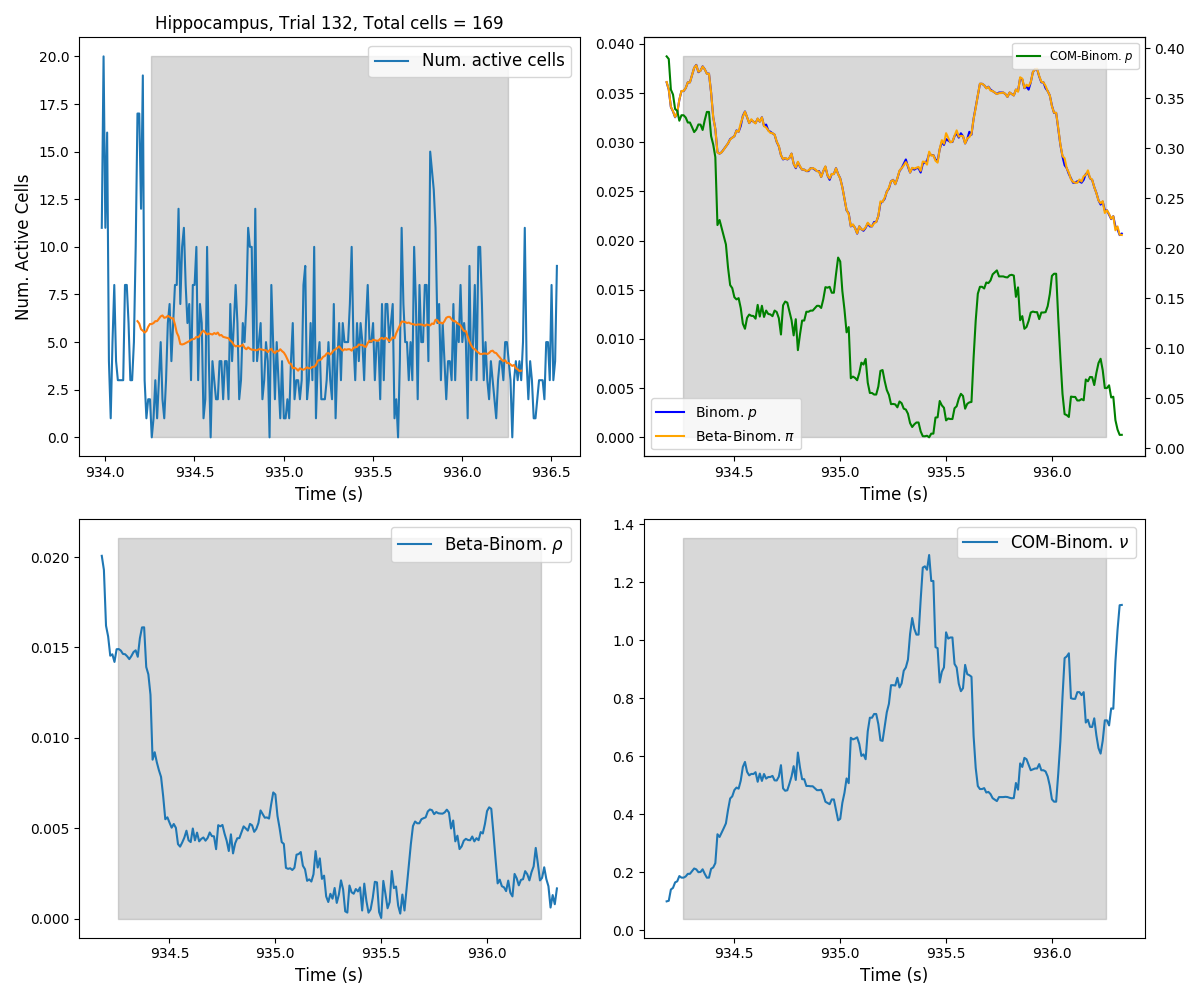 Hippocampus, Trial 132, Total cells = 169
Num. active cells
Num. Active Cells
20.0
17.5
15.0
12.5
10.0
7.5
5.0
2.5
0.0
934.0 934.5 935.0 935.5 936.0 936.5
Time (s)
COM-Binom. p
0.040
0.035
0.030
0.025
0.020
0.015
0.010
0.005
0.000
0.40
0.35
0.30
0.25
0.20
0.15
0.10
0.05
0.00
Binom. p
Beta-Binom. π
934.5 935.0 935.5 936.0
Time (s)
Beta-Binom. ρ
0.020
0.015
0.010
0.005
0.000
934.5 935.0 935.5 936.0
Time (s)
COM-Binom. ν
1.4
1.2
1.0
0.8
0.6
0.4
0.2
0.0
934.5 935.0 935.5 936.0
Time (s)